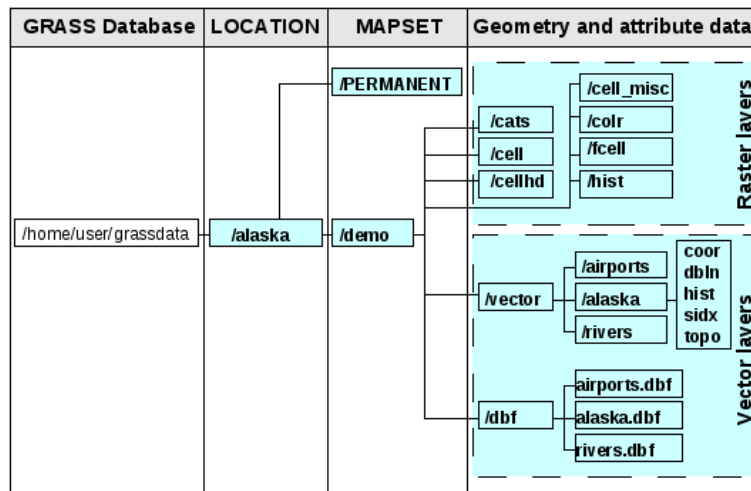 GRASS Database LOCATION MAPSET Geometry and attribute data
/PERMANENT
/cell_misc
/cats
/colr
/cell
/fcell
/cellhd
/hist
Raster layers
/home/user/grassdata
/alaska
/demo
/vector
/airports
/alaska
/rivers
coor
dbln
hist
sidx
topo
/dbf
airports.dbf
alaska.dbf
rivers.dbf
Vector layers